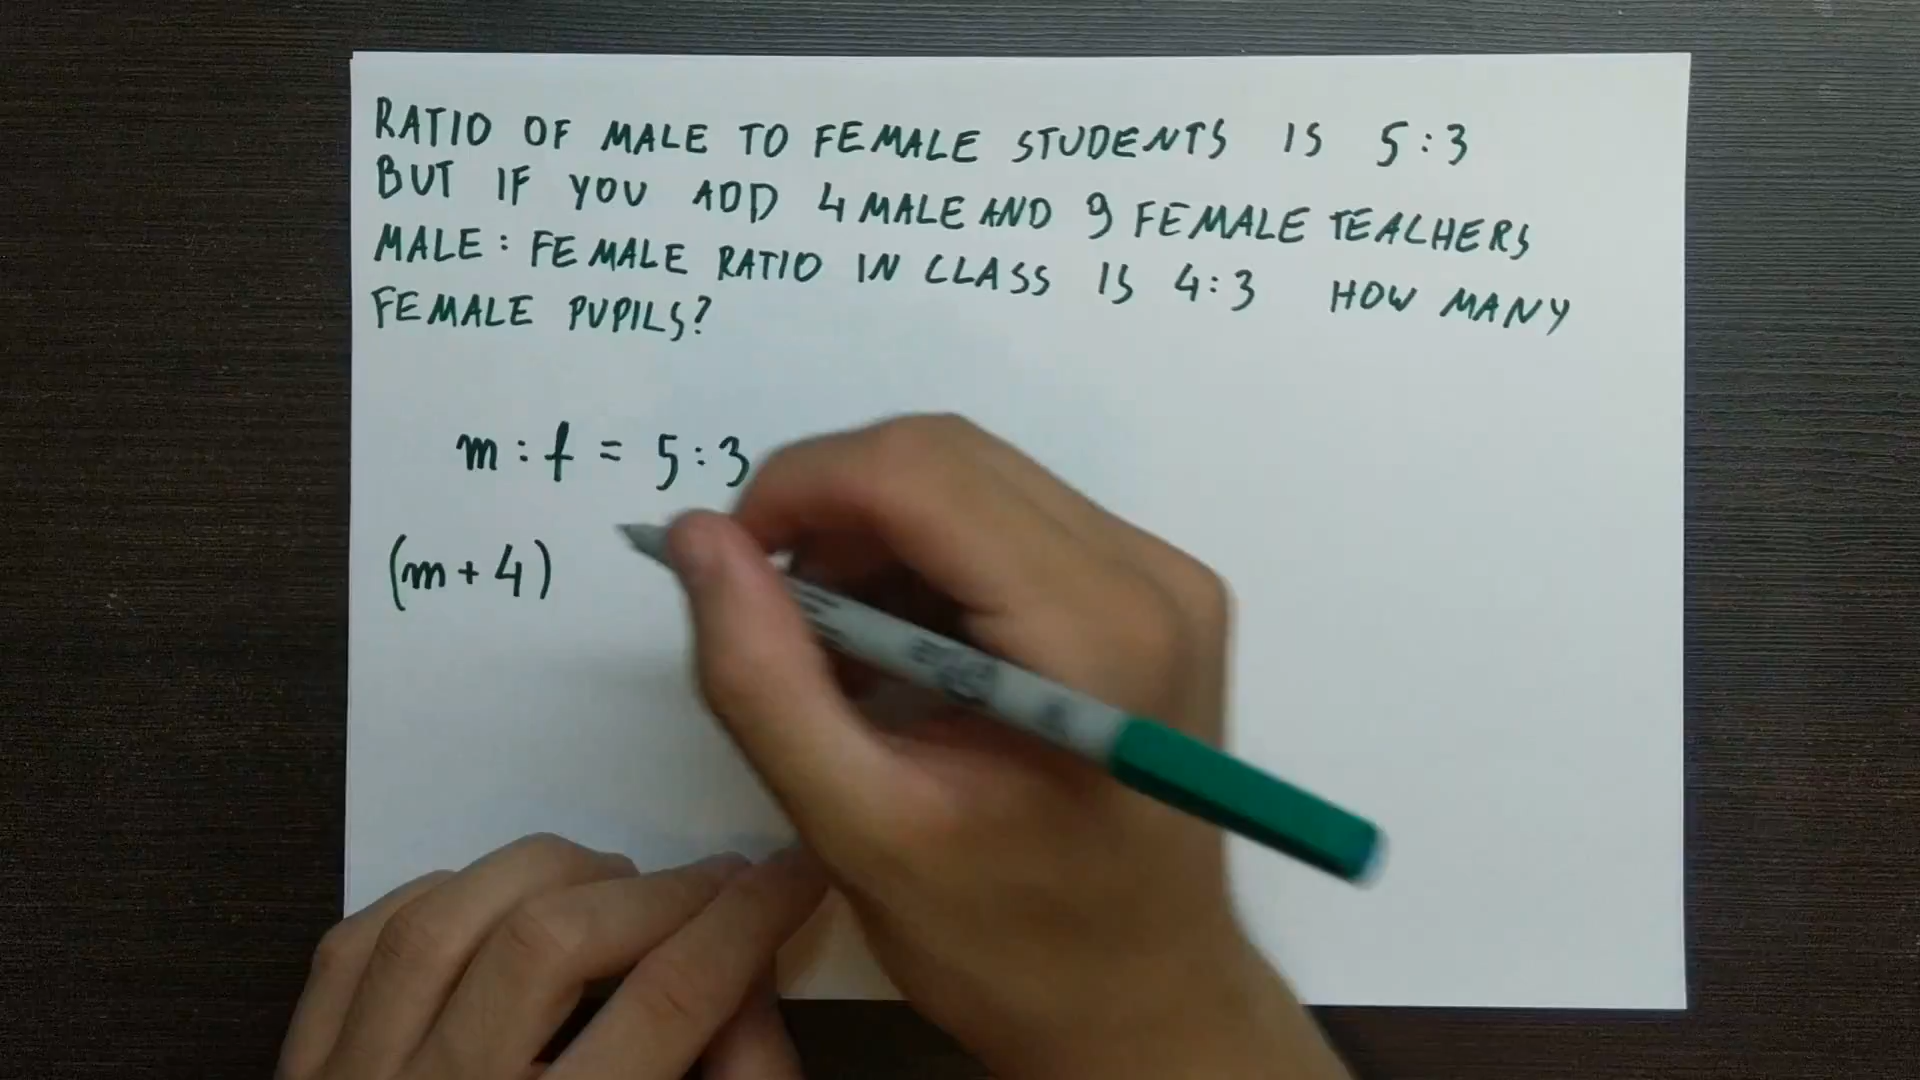 RATIO OF MALE TO FEMALE STUDENTS IS 5:3
BUT IF YOU ADD 4 MALE AND 9 FEMALE TEACHERS
MALE: FEMALE RATIO IN CLASS IS 4:3 HOW MANY
FEMALE PUPILS?
m : f = 5:3
(m + 4)